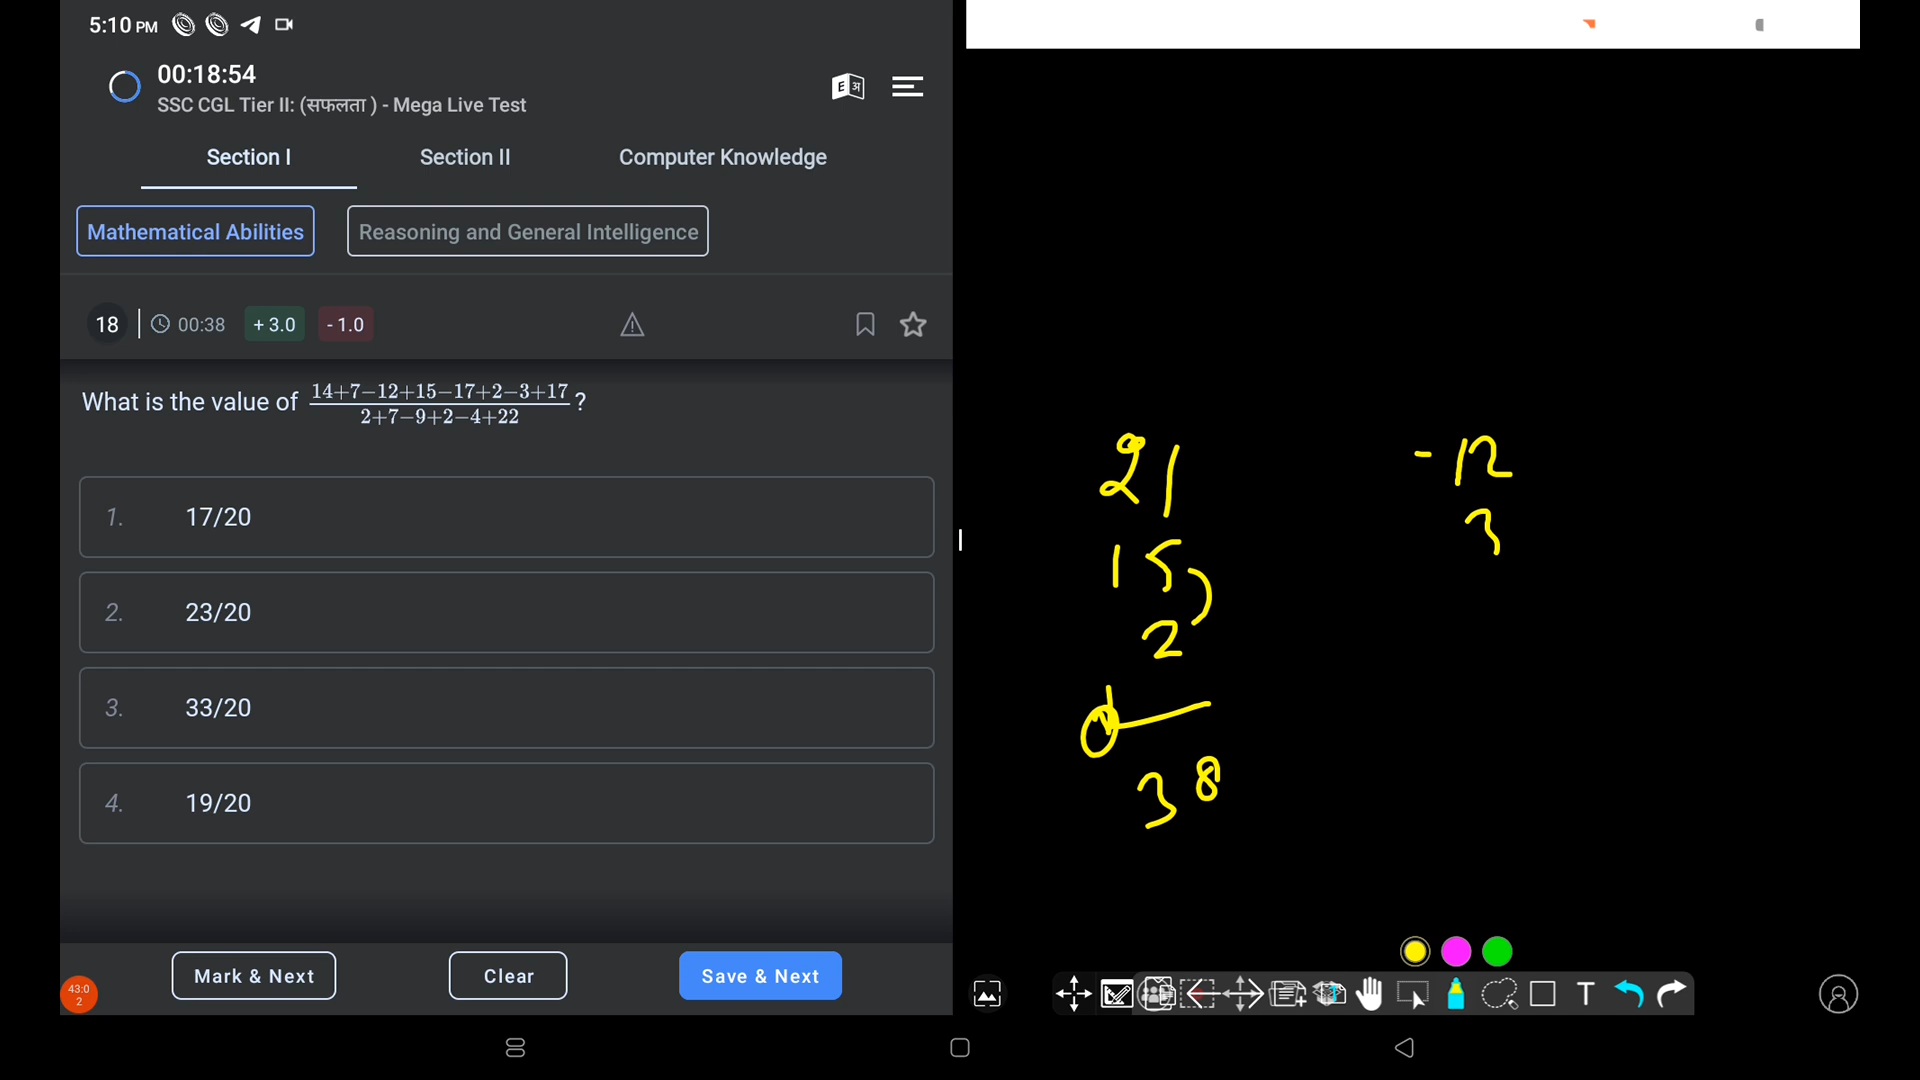 5:10 PM
00:18:54
SSC CGL Tier II: (सफलता ) - Mega Live Test
E अ
Section I Section II Computer Knowledge
Mathematical Abilities Reasoning and General Intelligence
18 00:38 + 3.0 - 1.0
What is the value of \frac{14+7−12+15−17+2−3+17}{2+7−9+2−4+22}?
1. 17/20
2. 23/20
3. 33/20
4. 19/20
Mark & Next Clear Save & Next
43:0
2
21
15
2
38
- 12
3
T